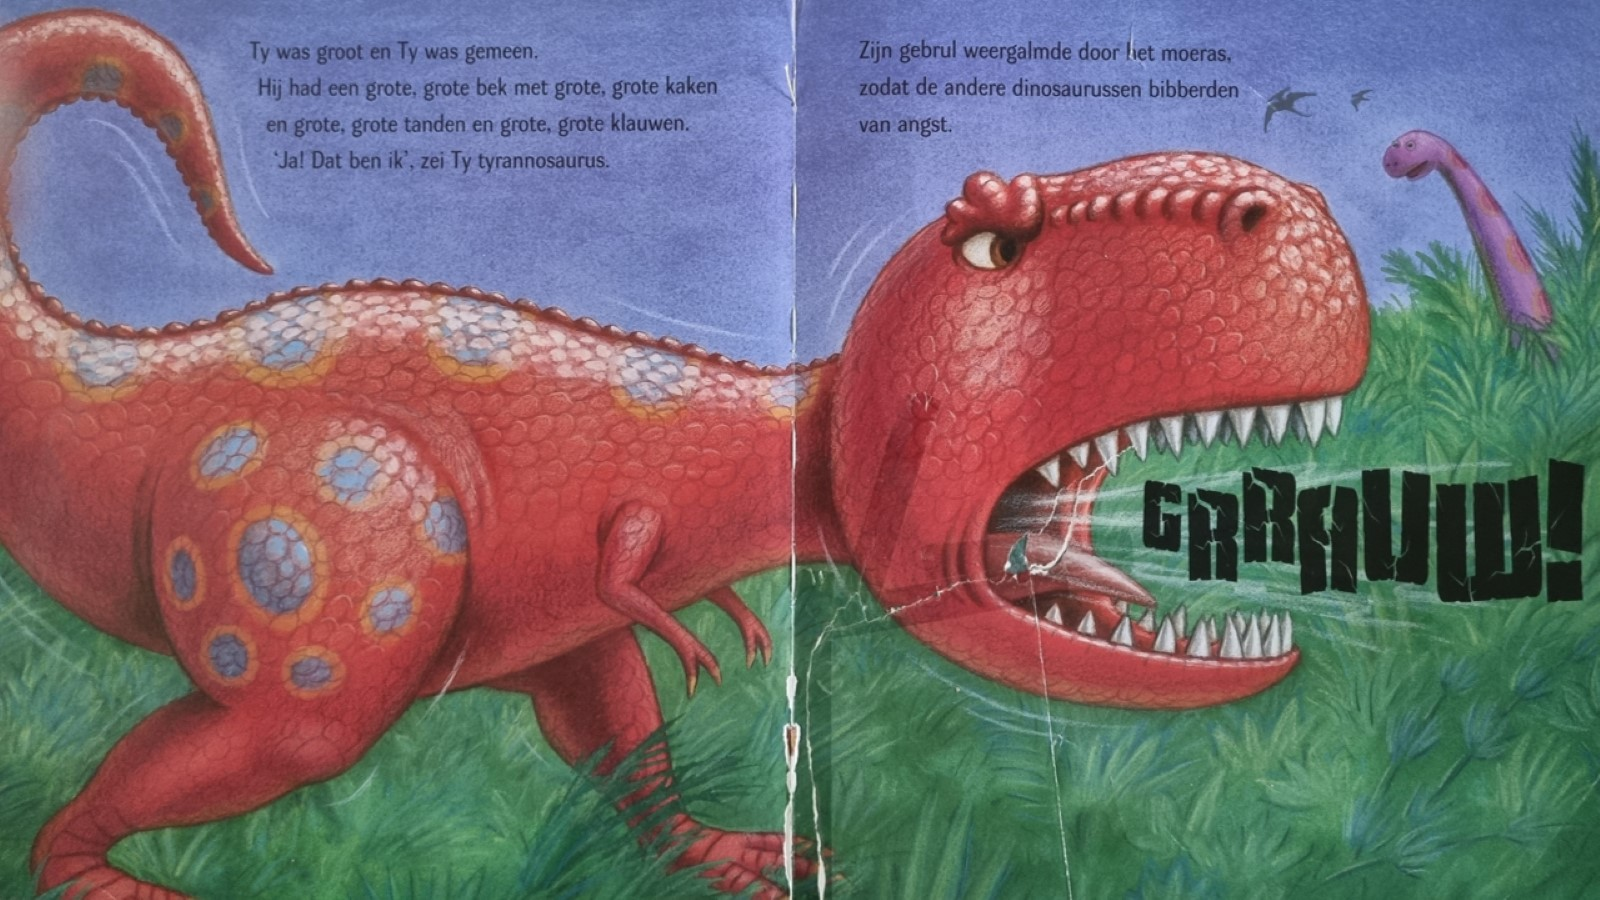 Ty was groot en Ty was gemeen.
Hij had een grote, grote bek met grote, grote kaken
en grote, grote tanden en grote, grote klauwen.
‘Ja! Dat ben ik’, zei Ty tyrannosaurus.
Zijn gebrul weergalmde door het moeras,
zodat de andere dinosaurussen bibberden
van angst.
GRRAUW!